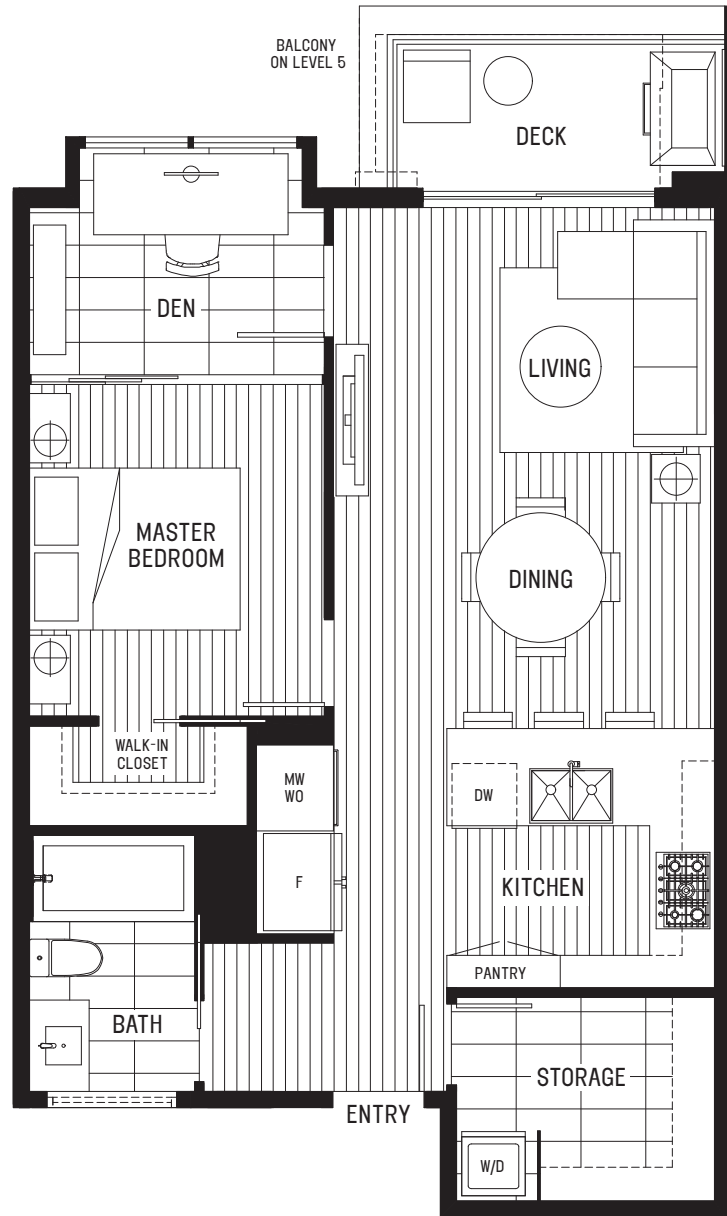 BALCONY
ON LEVEL 5
DECK
DEN
LIVING
MASTER
BEDROOM
DINING
WALK-IN
CLOSET
MW
WO
DW
F
KITCHEN
PANTRY
BATH
STORAGE
ENTRY
W/D